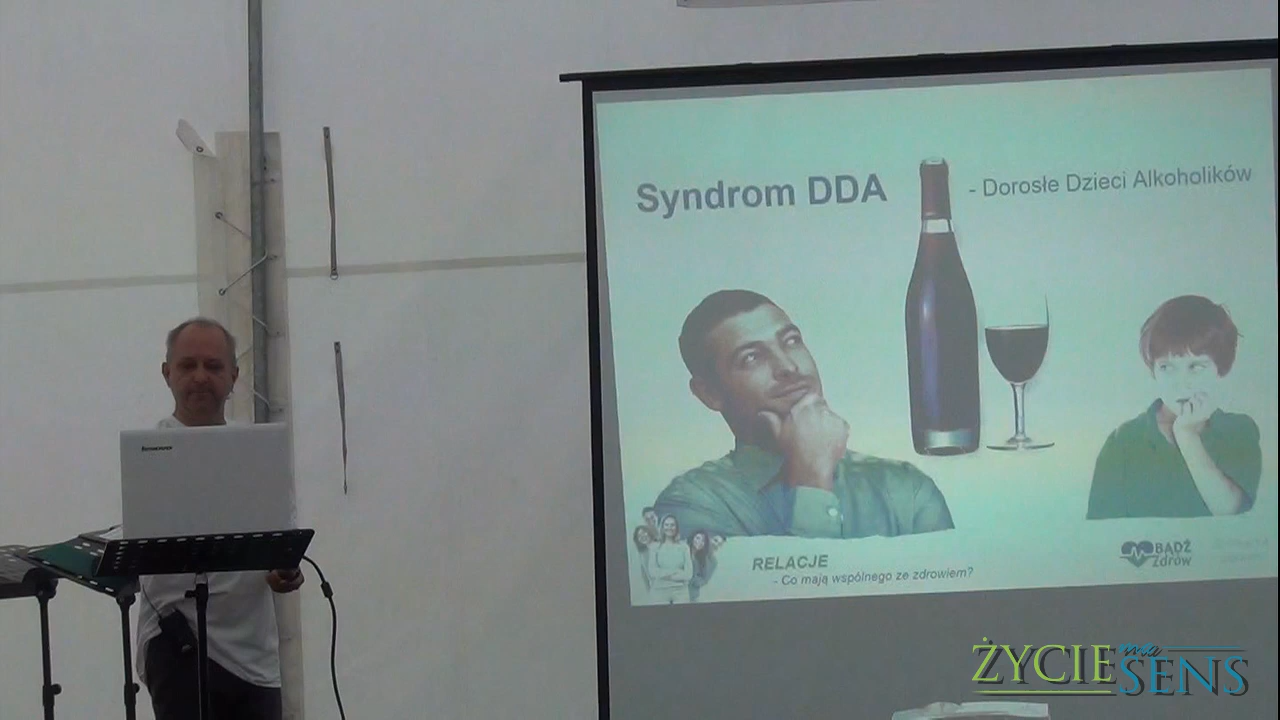 Syndrom DDA - Dorosłe Dzieci Alkoholików
lenovo
RELACJE
- Co mają wspólnego ze zdrowiem?
BĄDŹ
Zdrów
ŻYCIE ma
SENS